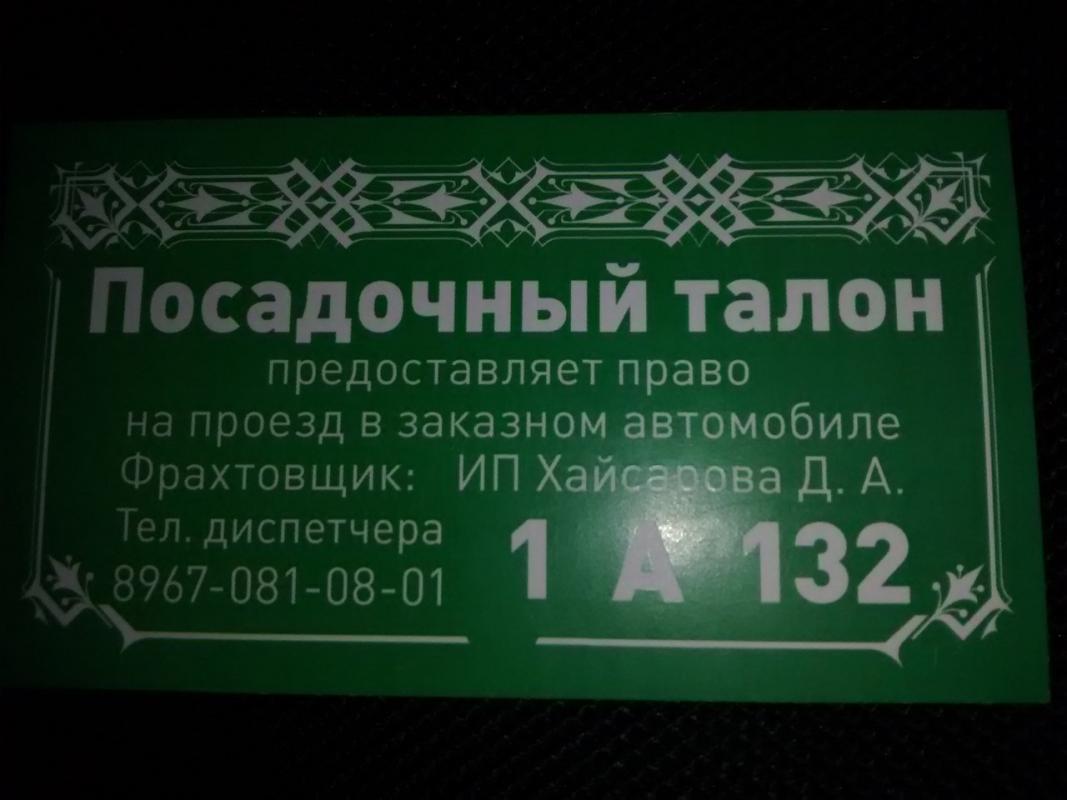 Посадочный талон
предоставляет право
на проезд в заказном автомобиле
Фрахтовщик: ИП Хайсарова Д. А.
Тел. диспетчера
8967-081-08-01
1 А 132